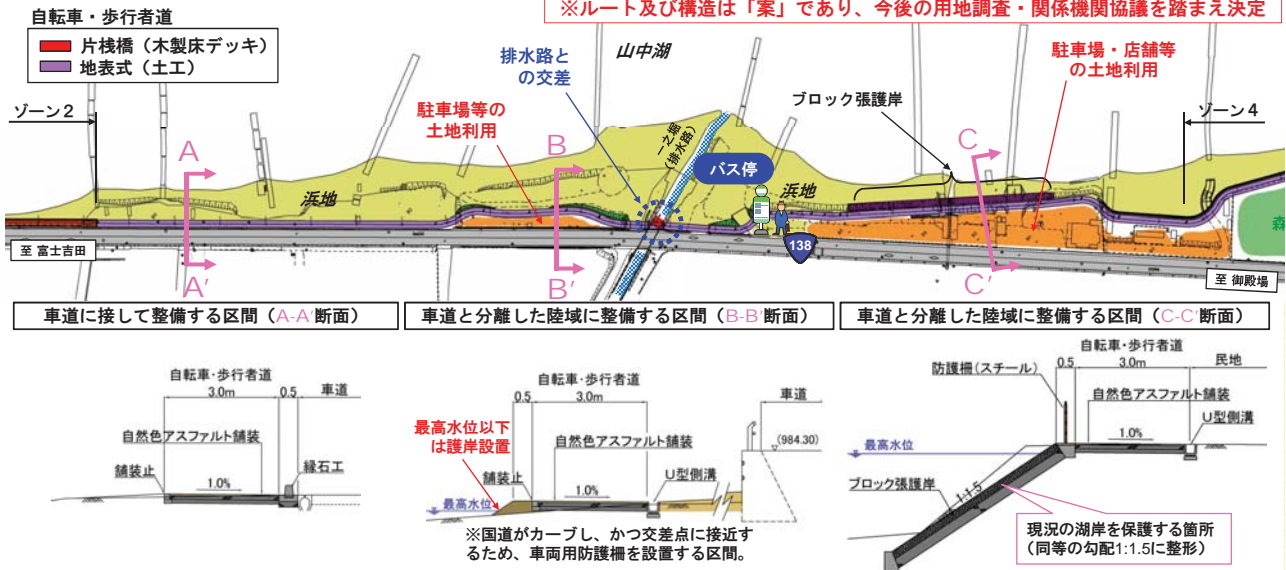 ※ルート及び構造は「案」であり、今後の用地調査・関係機関協議を踏まえ決定
自転車・歩行者道
片桟橋（木製床デッキ）
地表式（土工）
ゾーン２
山中湖
排水路と
の交差
駐車場等の
土地利用
駐車場・店舗等
の土地利用
ブロック張護岸
ゾーン４
A
B
C
一之堀
（排水路）
バス停
浜地
浜地
138
森
至 富士吉田
至 御殿場
A'
B'
C'
車道に接して整備する区間（A-A'断面）
車道と分離した陸域に整備する区間（B-B'断面）
車道と分離した陸域に整備する区間（C-C'断面）
自転車・歩行者道
3.0m
0.5
車道
自然色アスファルト舗装
舗装止
1.0%
縁石工
自転車・歩行者道
0.5
3.0m
車道
最高水位以下
は護岸設置
自然色アスファルト舗装
(984.30)
舗装止
1.0%
U型側溝
最高水位
※国道がカーブし、かつ交差点に接近す
るため、車両用防護柵を設置する区間。
自転車・歩行者道
防護柵(スチール)
0.5
3.0m
民地
自然色アスファルト舗装
U型側溝
1.0%
最高水位
ブロック張護岸
1:1.5
現況の湖岸を保護する箇所
（同等の勾配1:1.5に整形）